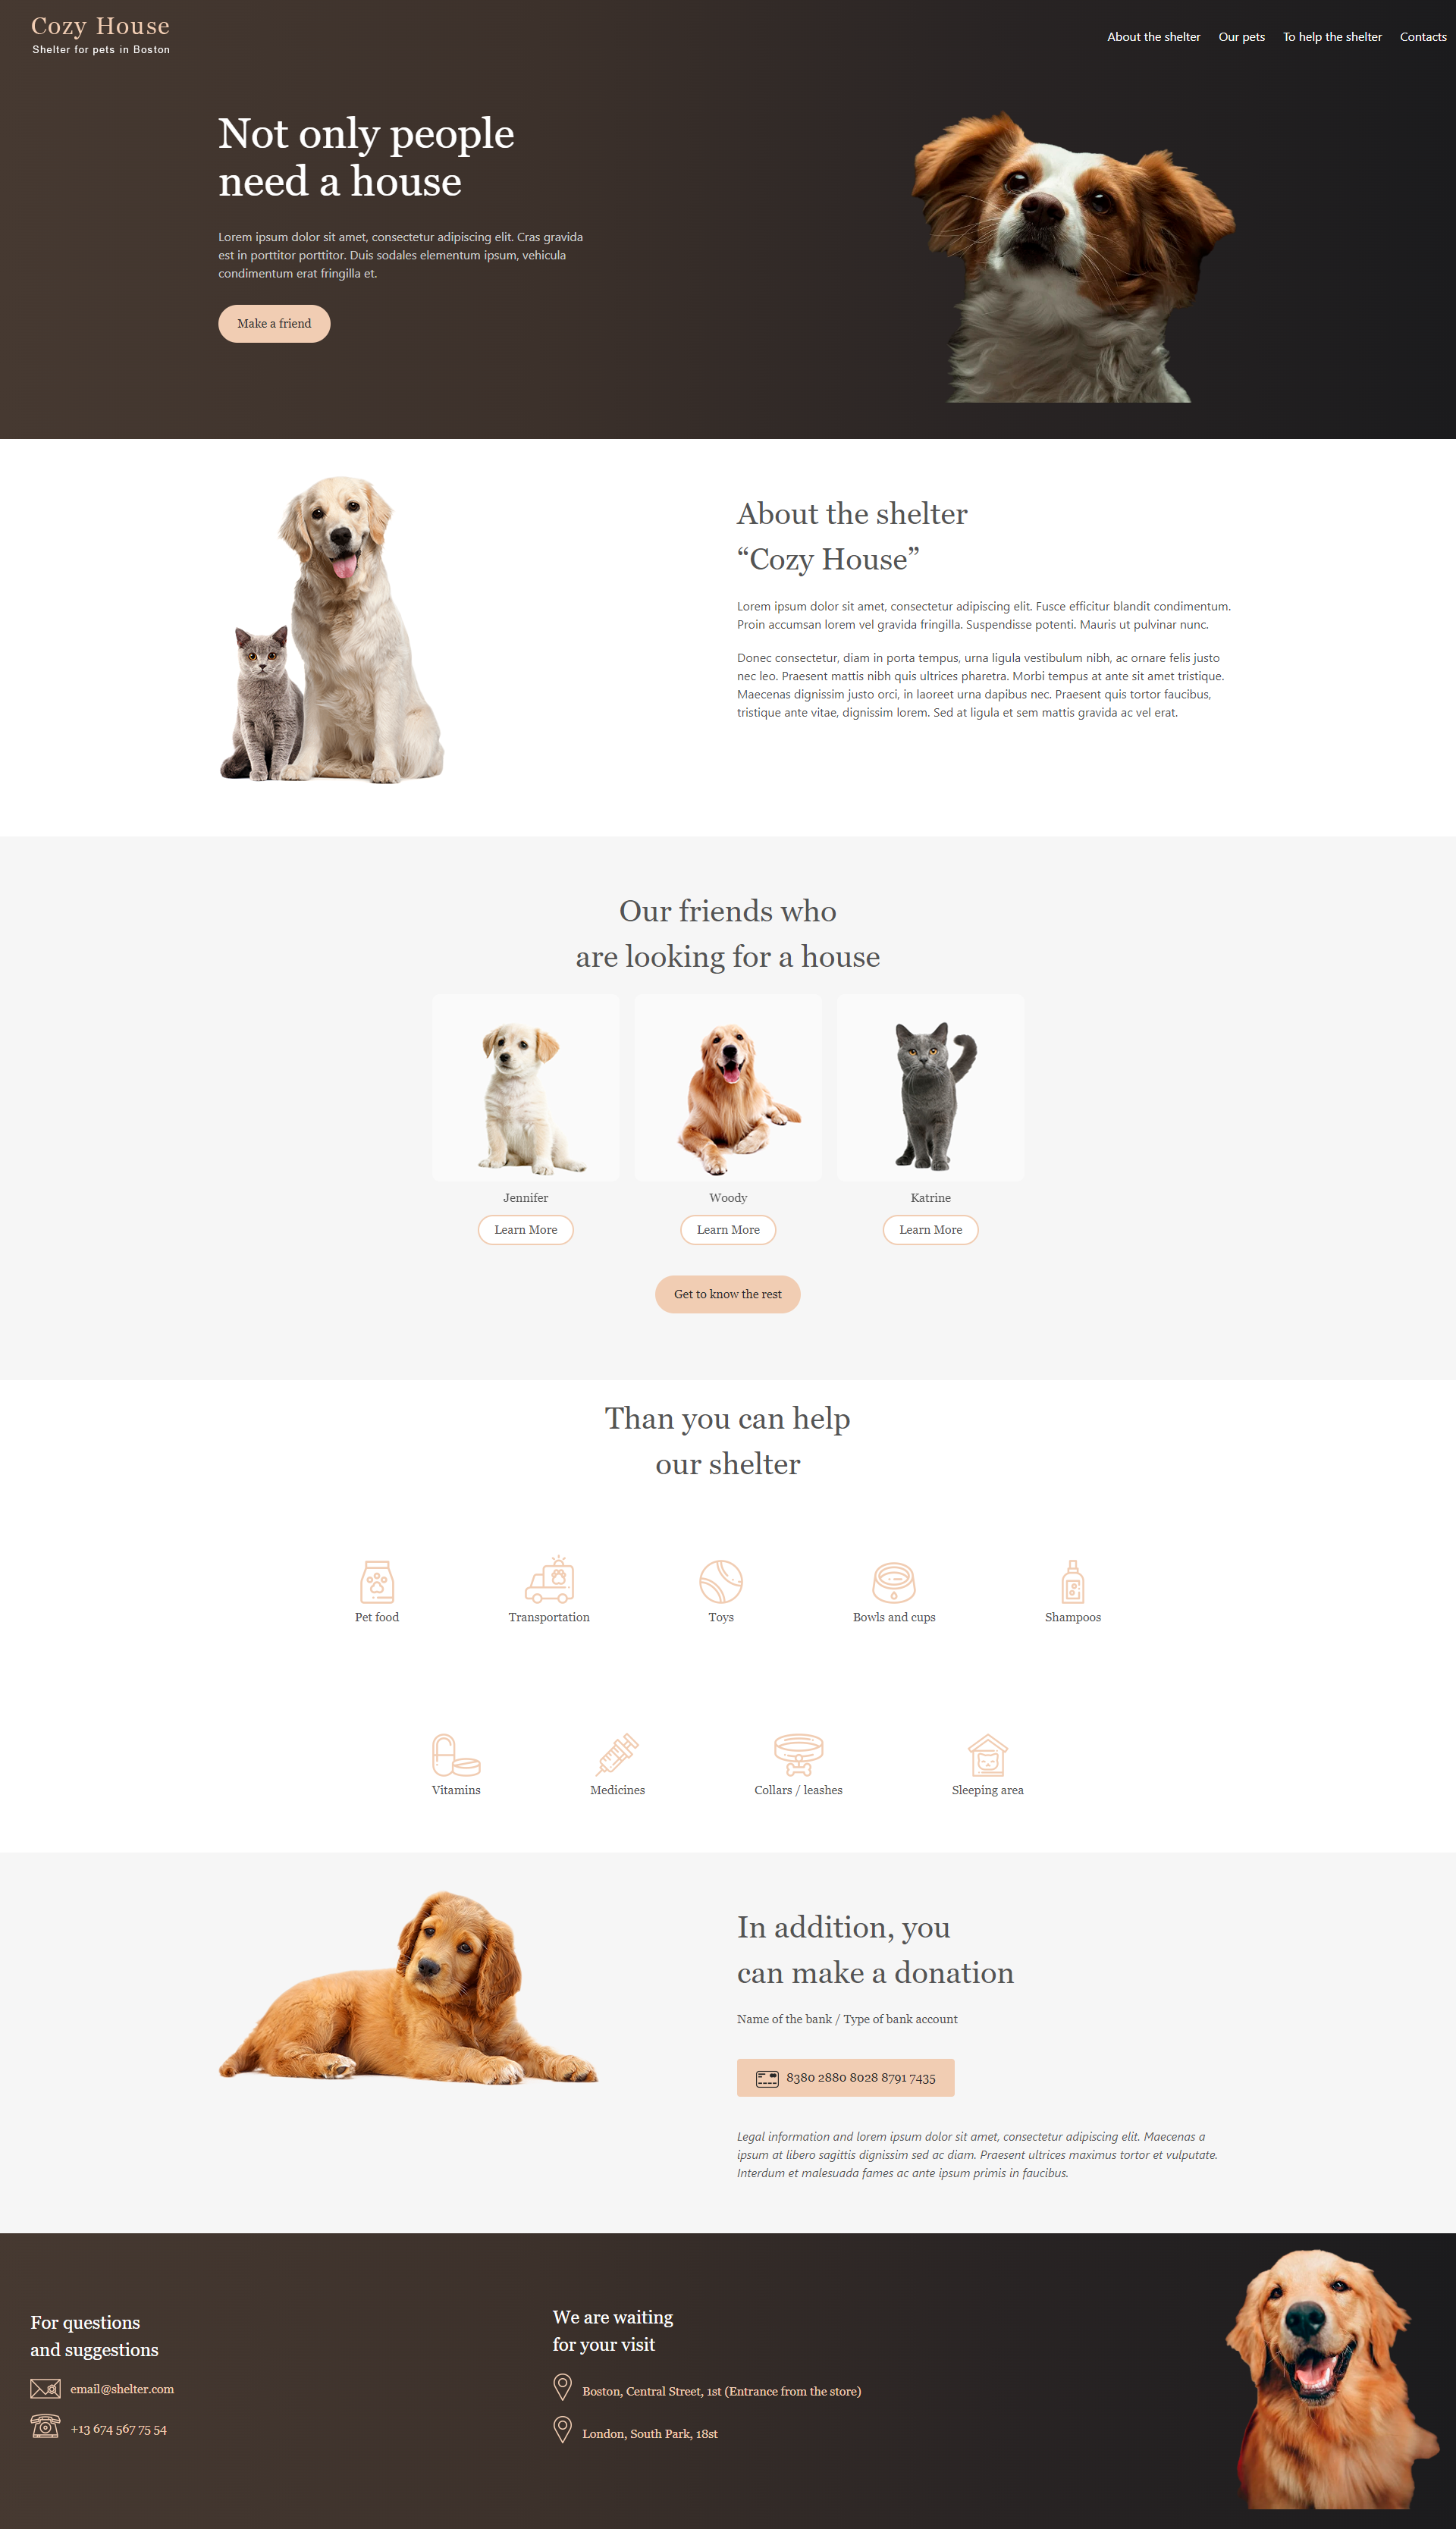 Cozy House
Shelter for pets in Boston
About the shelter
Our pets
To help the shelter
Contacts
Not only people
need a house
Lorem ipsum dolor sit amet, consectetur adipiscing elit. Cras gravida
est in porttitor porttitor. Duis sodales elementum ipsum, vehicula
condimentum erat fringilla et.
Make a friend
About the shelter
“Cozy House”
Lorem ipsum dolor sit amet, consectetur adipiscing elit. Fusce efficitur blandit condimentum.
Proin accumsan lorem vel gravida fringilla. Suspendisse potenti. Mauris ut pulvinar nunc.
Donec consectetur, diam in porta tempus, urna ligula vestibulum nibh, ac ornare felis justo
nec leo. Praesent mattis nibh quis ultrices pharetra. Morbi tempus at ante sit amet tristique.
Maecenas dignissim justo orci, in laoreet urna dapibus nec. Praesent quis tortor faucibus,
tristique ante vitae, dignissim lorem. Sed at ligula et sem mattis gravida ac vel erat.
Our friends who
are looking for a house
Jennifer
Woody
Katrine
Learn More
Learn More
Learn More
Get to know the rest
Than you can help
our shelter
Pet food
Transportation
Toys
Bowls and cups
Shampoos
Vitamins
Medicines
Collars / leashes
Sleeping area
In addition, you
can make a donation
Name of the bank / Type of bank account
8380 2880 8028 8791 7435
Legal information and lorem ipsum dolor sit amet, consectetur adipiscing elit. Maecenas a
ipsum at libero sagittis dignissim sed ac diam. Praesent ultrices maximus tortor et vulputate.
Interdum et malesuada fames ac ante ipsum primis in faucibus.
For questions
and suggestions
email@shelter.com
+13 674 567 75 54
We are waiting
for your visit
Boston, Central Street, 1st (Entrance from the store)
London, South Park, 18st